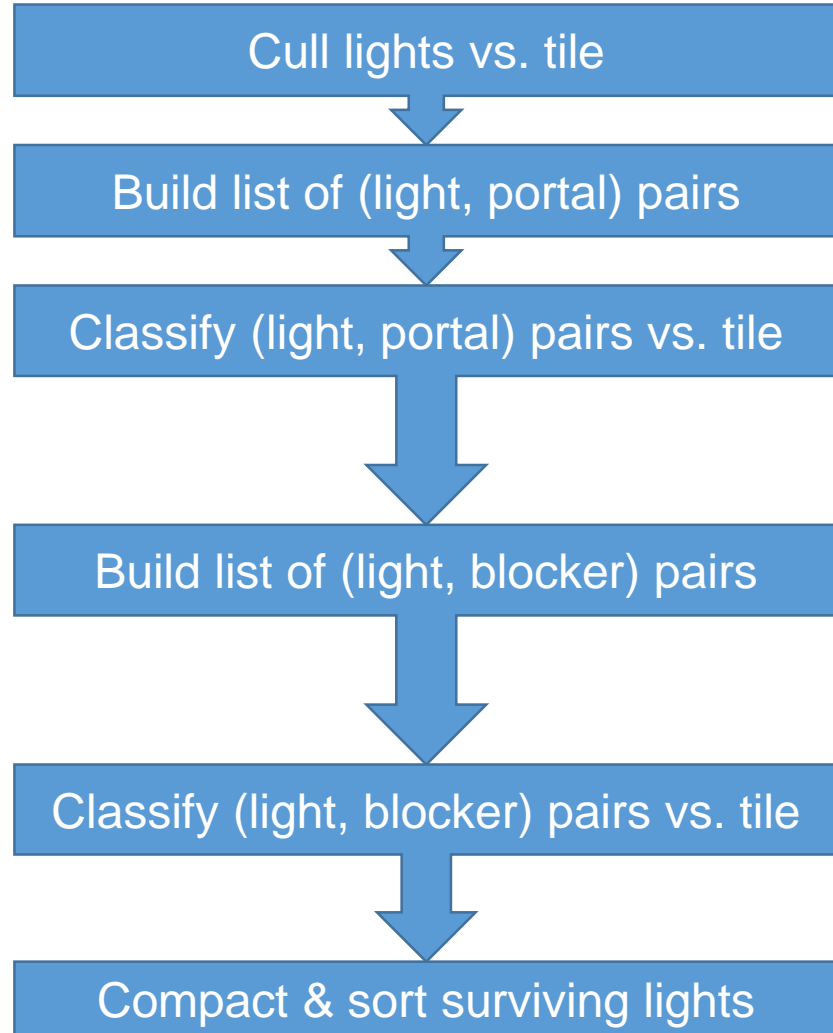 Cull lights vs. tile
Build list of (light, portal) pairs
Classify (light, portal) pairs vs. tile
Build list of (light, blocker) pairs
Classify (light, blocker) pairs vs. tile
Compact & sort surviving lights